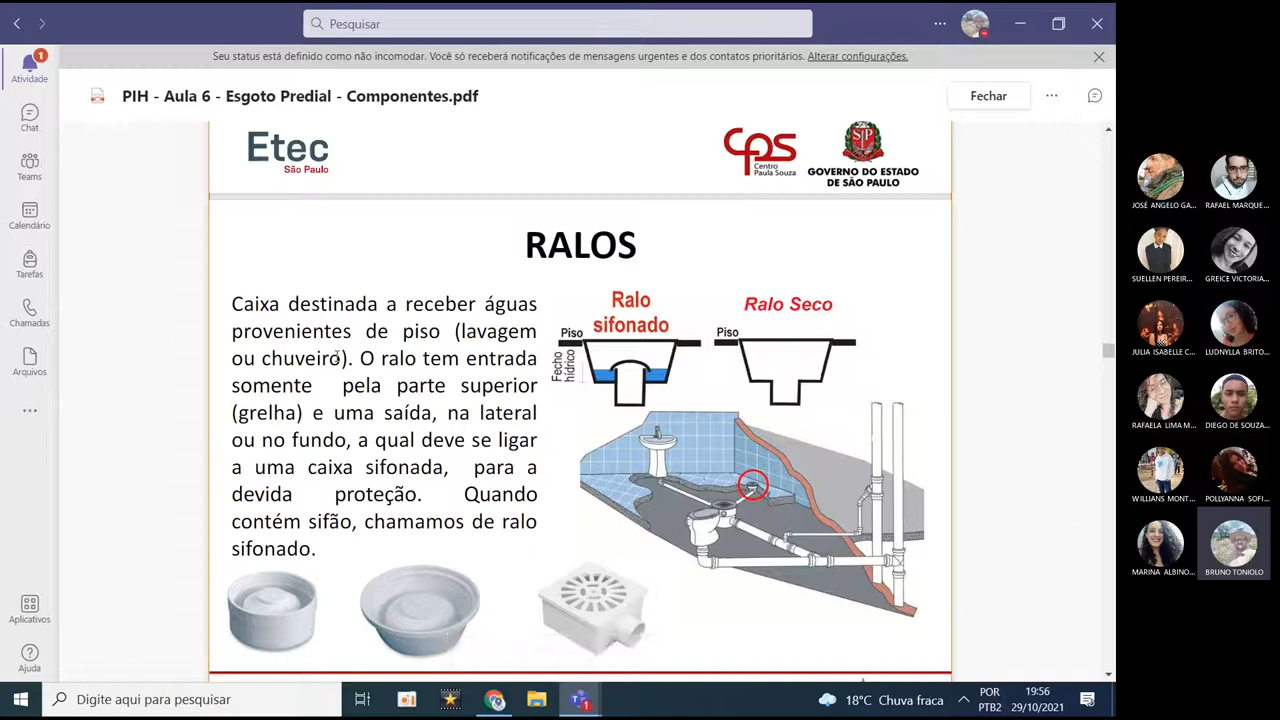 Pesquisar
Seu status está definido como não incomodar. Você só receberá notificações de mensagens urgentes e dos contatos prioritários. Alterar configurações.
Atividade
1
Chat
Teams
Calendário
Tarefas
Chamadas
Arquivos
Aplicativos
Ajuda
PIH - Aula 6 - Esgoto Predial - Componentes.pdf
Fechar
Etec
São Paulo
cps
Centro
Paula Souza
SP
GOVERNO DO ESTADO
DE SÃO PAULO
RALOS
Caixa destinada a receber águas
provenientes de piso (lavagem
ou chuveiro). O ralo tem entrada
somente pela parte superior
(grelha) e uma saída, na lateral
ou no fundo, a qual deve se ligar
a uma caixa sifonada, para a
devida proteção. Quando
contém sifão, chamamos de ralo
sifonado.
Ralo
sifonado
Piso
Fecho
hídrico
Ralo Seco
Piso
JOSÉ ANGELO GA...
RAFAEL MARQUE...
SUELLEN PEREIR...
GREICE VICTORIA...
JULIA ISABELLE C...
LUDNYLLA BRITO...
RAFAELA LIMA M...
DIEGO DE SOUZA...
WILLIANS MONT...
POLLYANNA SOFI...
MARINA ALBINO...
BRUNO TONIOLO
Digite aqui para pesquisar
1
18°C Chuva fraca
POR
PTB2
19:56
29/10/2021